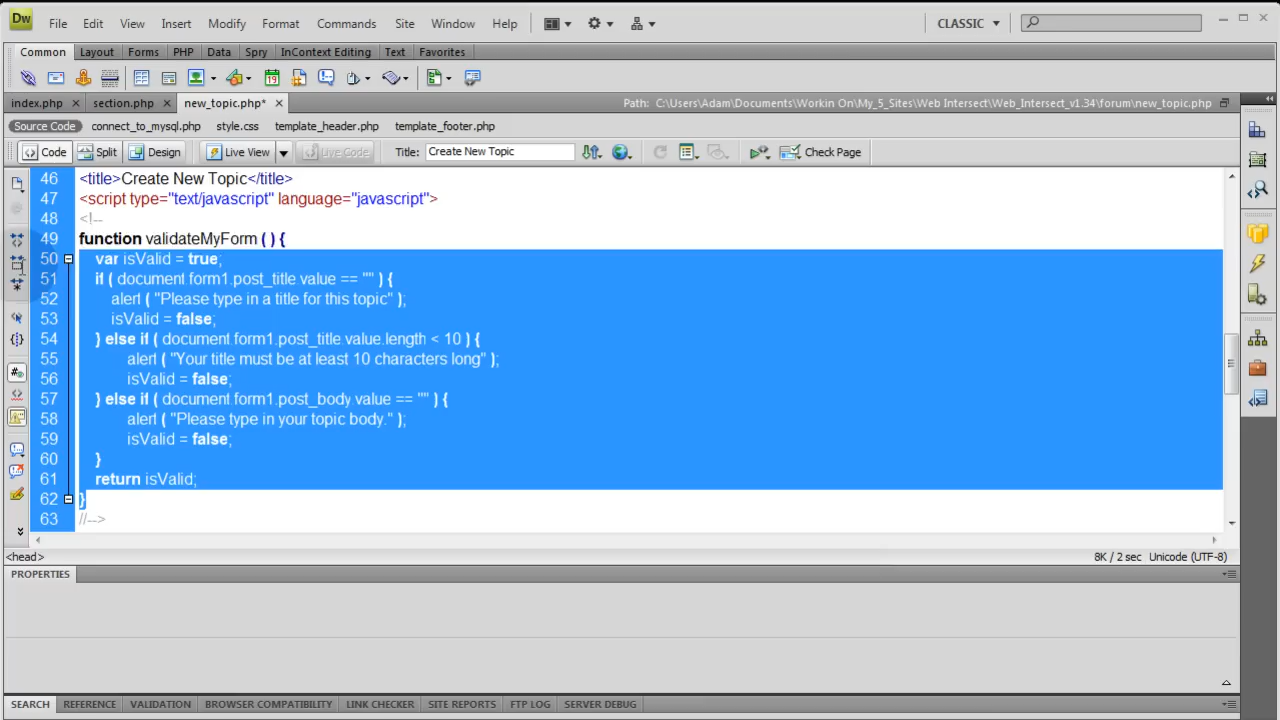 Dw File Edit View Insert Modify Format Commands Site Window Help CLASSIC
Common Layout Forms PHP Data Spry InContext Editing Text Favorites
19
index.php section.php new_topic.php* Path: C:\Users\Adam\Documents\Workin On\My_5_Sites\Web Intersect\Web_Intersect_v1.34\forum\new_topic.php
Source Code connect_to_mysql.php style.css template_header.php template_footer.php
Code Split Design Live View Live Code Title: Create New Topic Check Page
46 <title>Create New Topic</title>
47 <script type="text/javascript" language="javascript">
48 <!--
49 function validateMyForm ( ) {
50 var isValid = true;
51 if ( document.form1.post_title.value == "" ) {
52 alert ( "Please type in a title for this topic" );
53 isValid = false;
54 } else if ( document.form1.post_title.value.length < 10 ) {
55 alert ( "Your title must be at least 10 characters long" );
56 isValid = false;
57 } else if ( document.form1.post_body.value == "" ) {
58 alert ( "Please type in your topic body." );
59 isValid = false;
60 }
61 return isValid;
62 }
63 //-->
<head> 8K / 2 sec Unicode (UTF-8)
PROPERTIES
SEARCH REFERENCE VALIDATION BROWSER COMPATIBILITY LINK CHECKER SITE REPORTS FTP LOG SERVER DEBUG